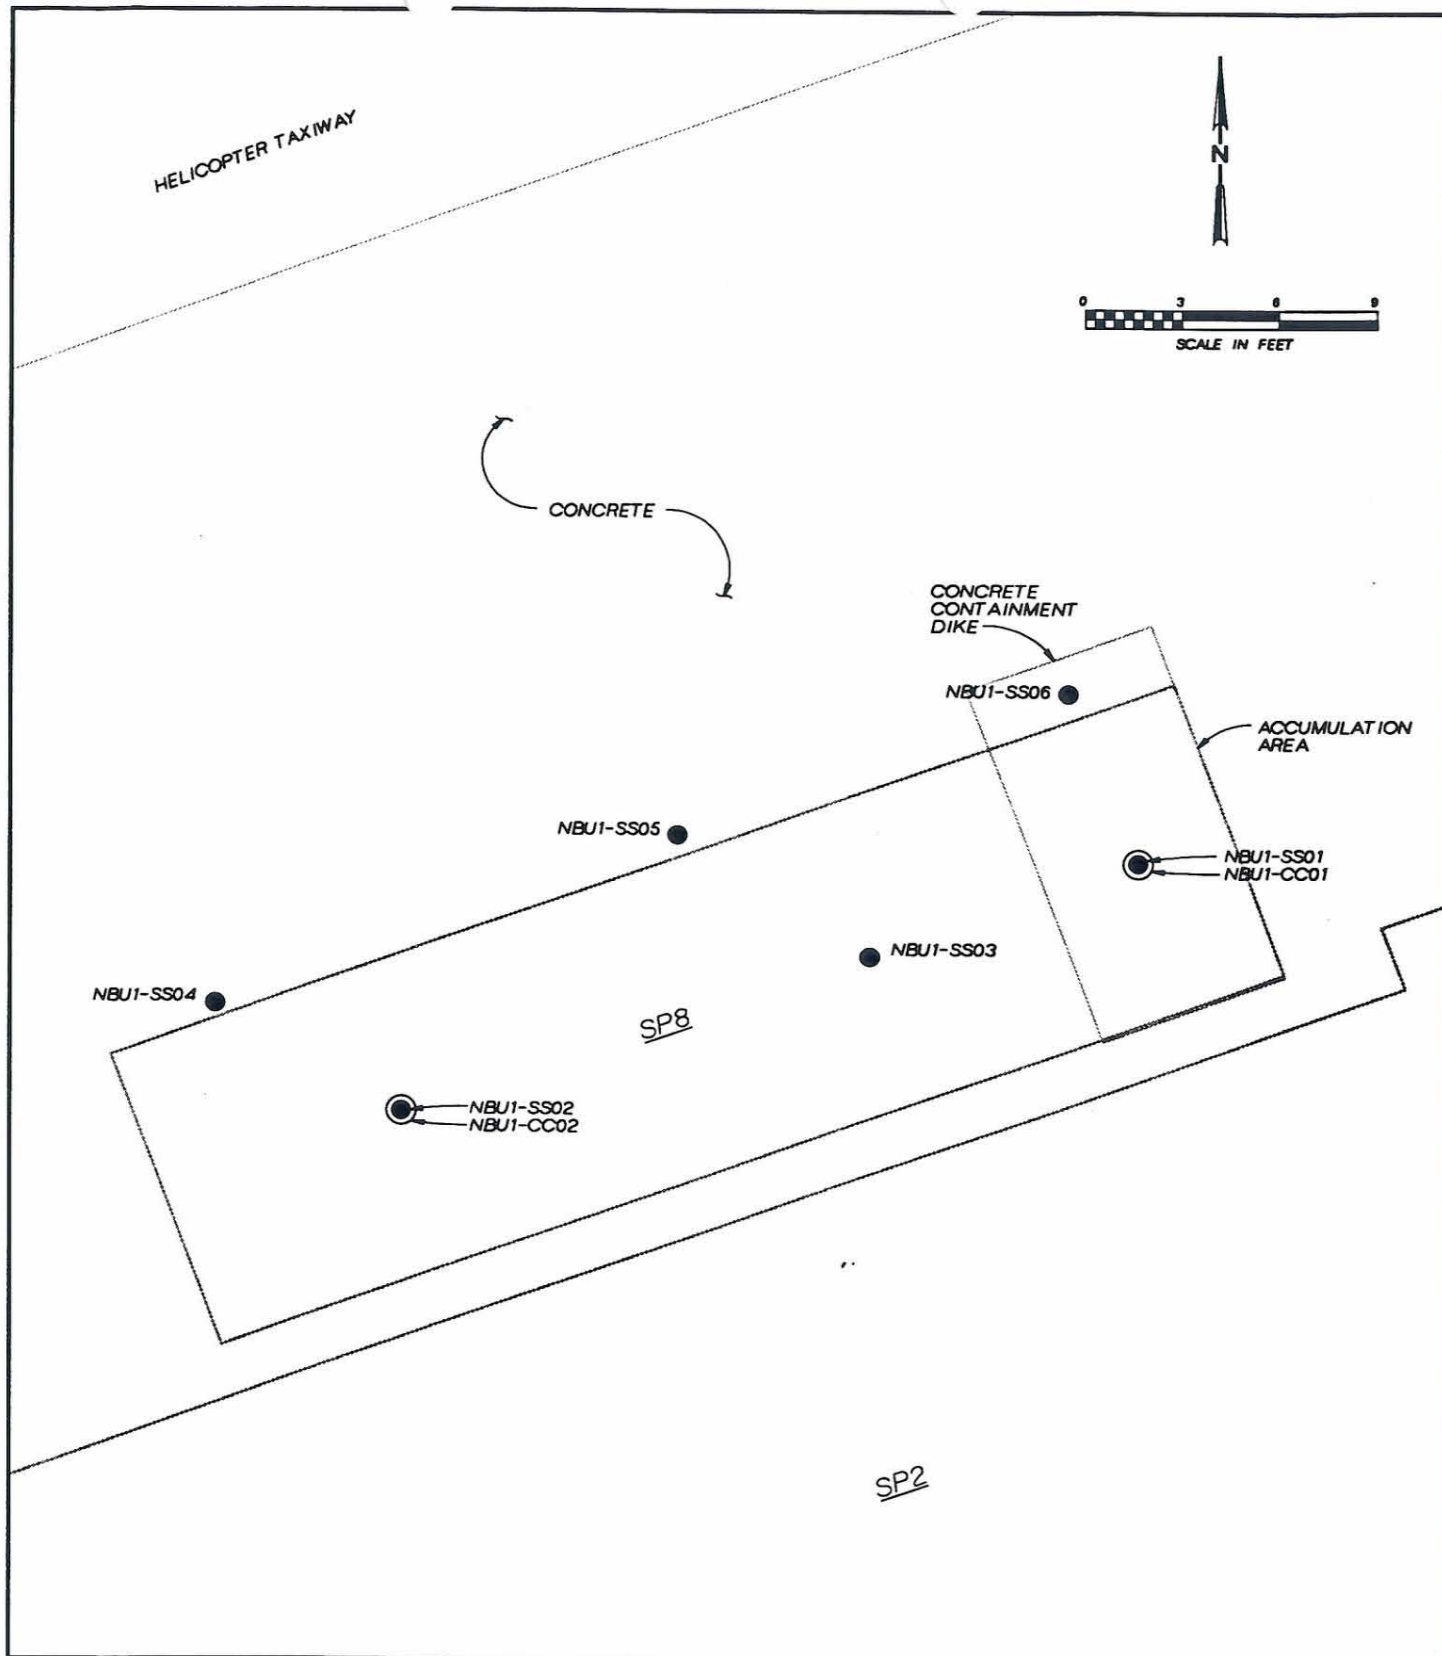 HELICOPTER TAXIWAY
N
0 3 6 9
SCALE IN FEET
CONCRETE
CONCRETE
CONTAINMENT
DIKE
NBU1-SS06
ACCUMULATION
AREA
NBU1-SS05
NBU1-SS01
NBU1-CC01
NBU1-SS03
NBU1-SS04
SP8
NBU1-SS02
NBU1-CC02
SP2